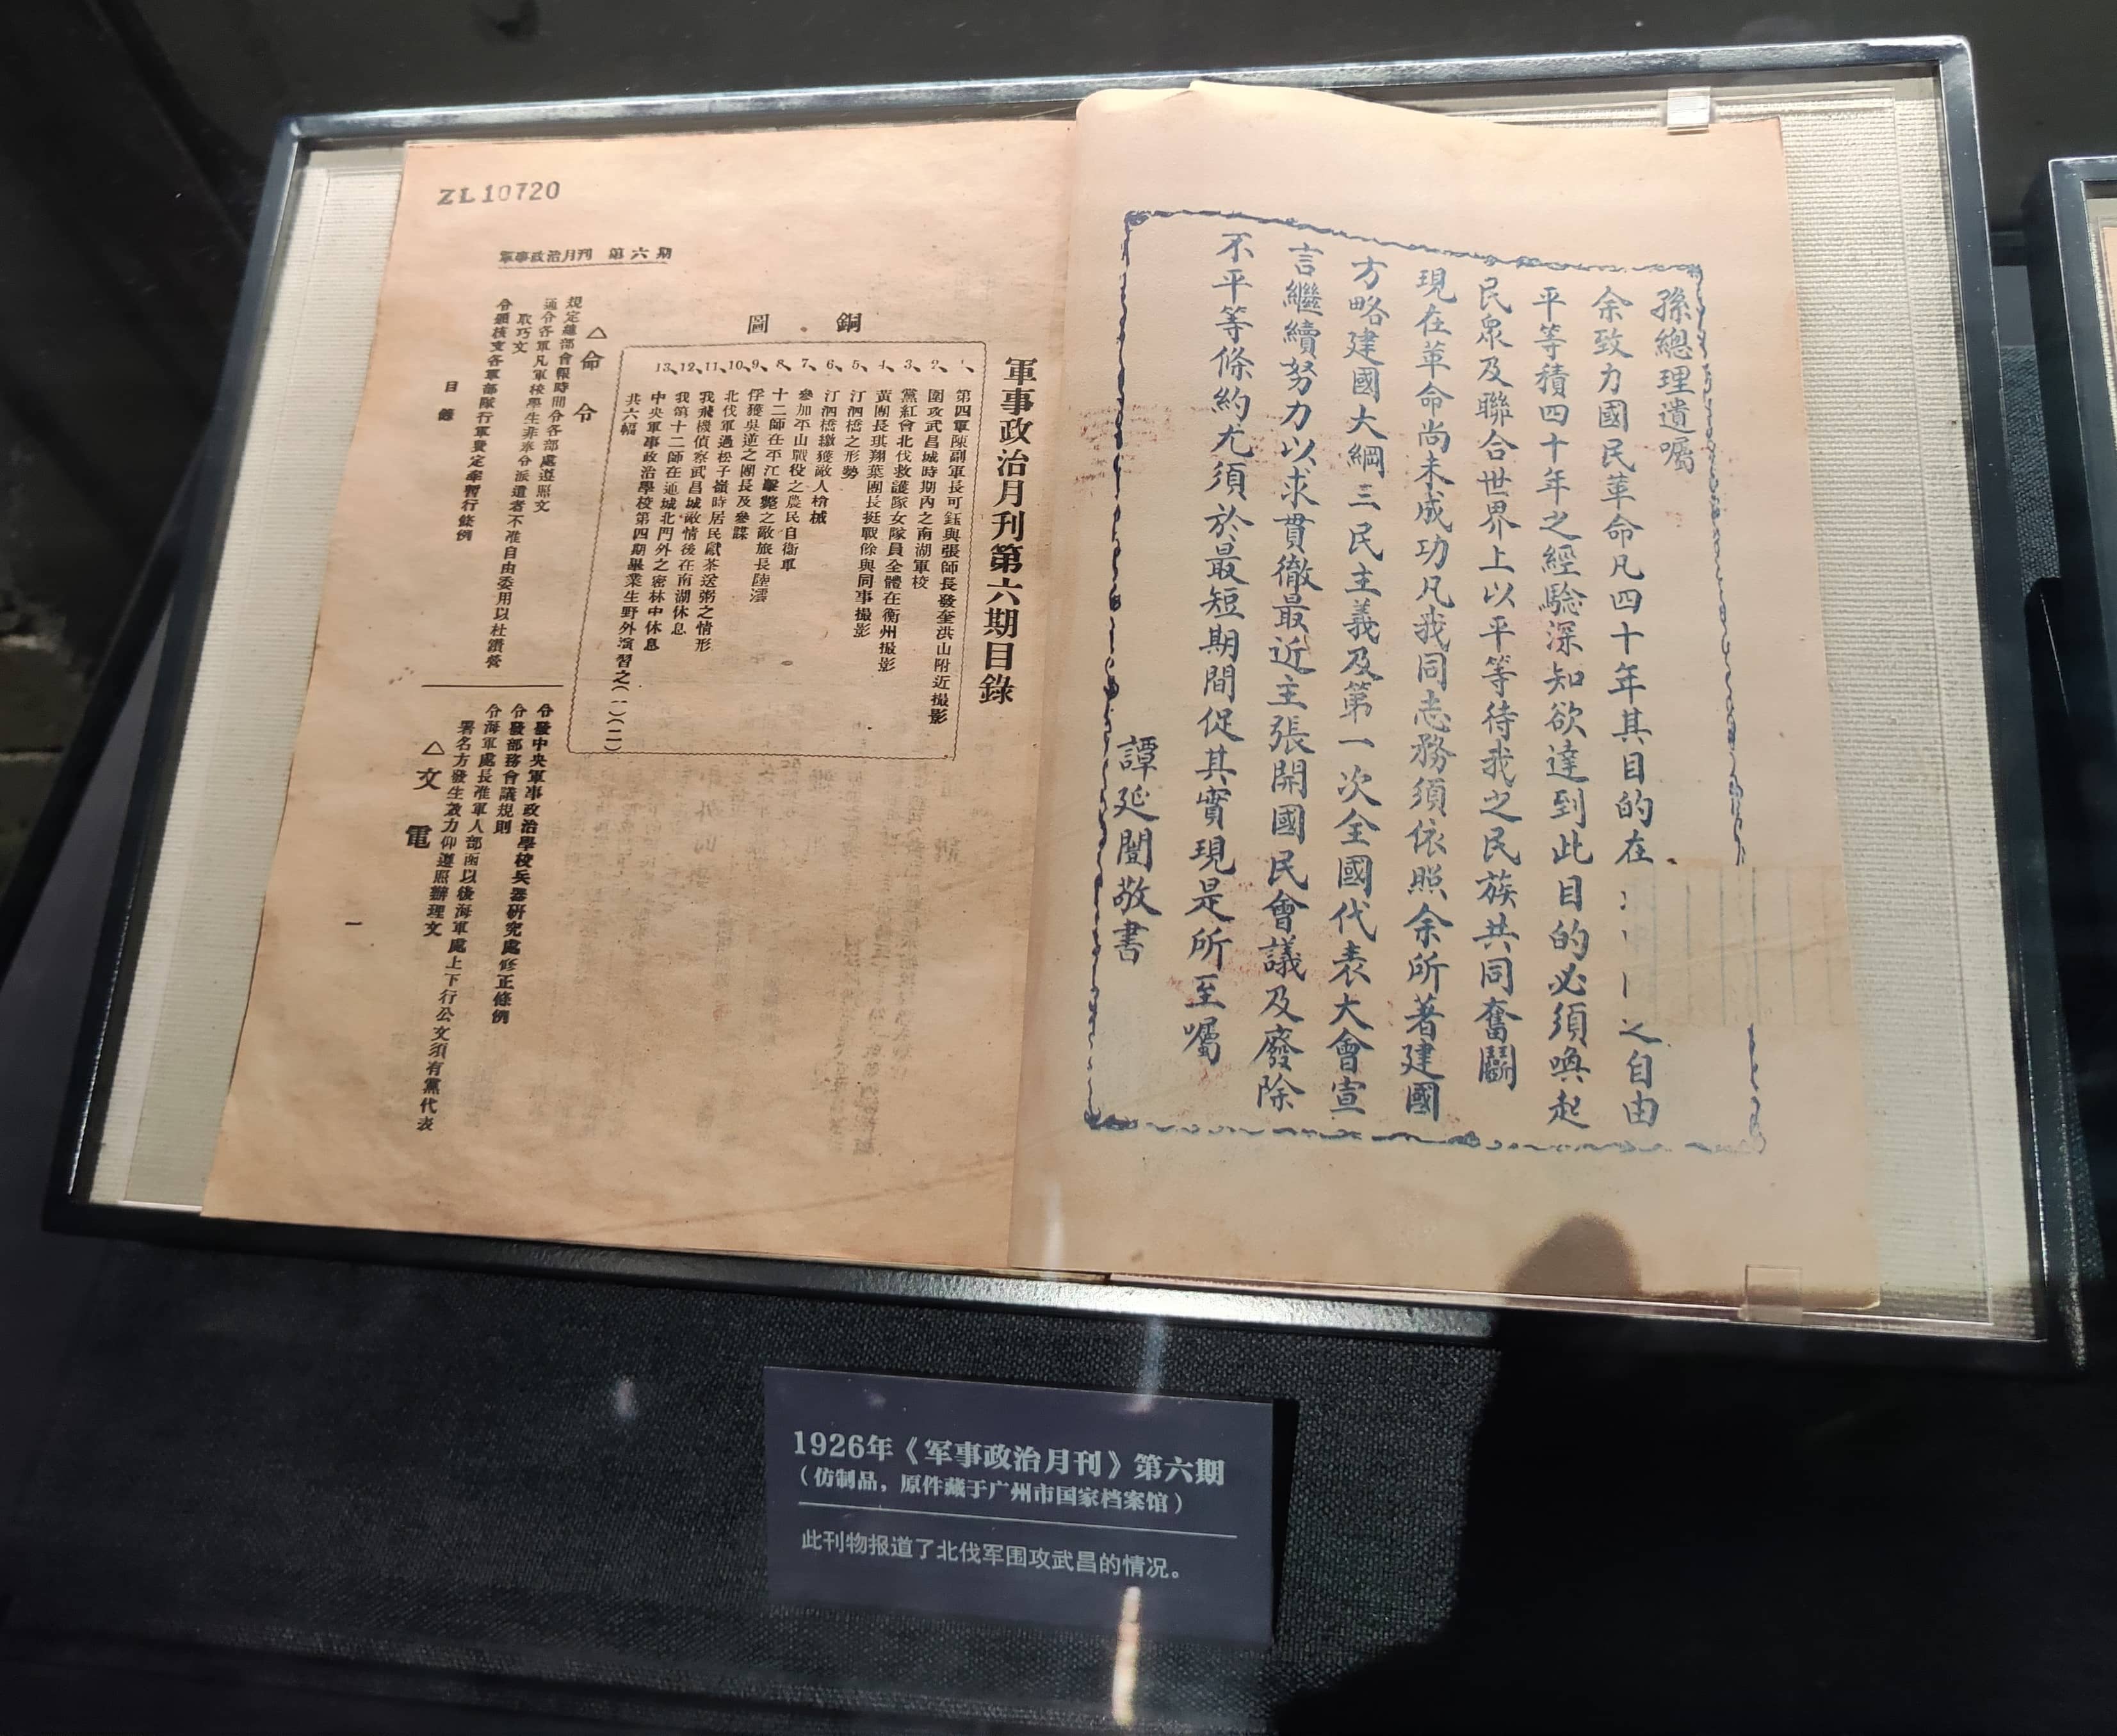 孫總理遺囑
余致力國民革命凡四十年其目的在之自由
平等積四十年之經驗深知欲達到此目的必須喚起
民衆及聯合世界上以平等待我之民族共同奮鬭
現在革命尚未成功凡我同志務須依照余所著建國
方略建國大綱三民主義及第一次全國代表大會宣
言繼續努力以求貫徹最近主張開國民會議及廢除
不平等條約尤須於最短期間促其實現是所至囑
譚延闓敬書
ZL10720
軍事政治月刊 第六期
軍事政治月刊第六期目錄
銅圖
1、第四軍陳副軍長可鈺與張師長發奎洪山附近撮影
2、圍攻武昌城時期內之南湖軍校
3、黨紅會北伐救護隊女隊員全體在衡州撮影
4、黃團長琪翔葉團長挺戰餘與同事撮影
5、汀泗橋之形勢
6、汀泗橋繳獲敵人槍械
7、參加平山戰役之農民自衛軍
8、十二師在平江擊斃之敵旅長陸澐
9、俘獲吳逆之團長及參謀
10、北伐軍過松子嶺時居民獻茶送粥之情形
11、我飛機偵察武昌城敵情後在南湖休息
12、我第十二師在通城北門外之密林中休息
13、中央軍事政治學校第四期畢業生野外演習之(一)(二)
共六幅
△命令
規定總部會報時間令各部處遵照文
通令各軍凡軍校學生非奉分派遣者不准自由委用以杜鑽營
取巧文
令頒核支各軍部隊行軍費定率暫行條例
令發中央軍事政治學校兵器研究處修正條例
令發部務會議規則
令海軍處長准軍人部函以後海軍處上下行公文須有黨代表
署名方發生效力仰遵照辦理文
△文電
目錄
一
1926年《军事政治月刊》第六期
(仿制品，原件藏于广州市国家档案馆)
此刊物报道了北伐军围攻武昌的情况。